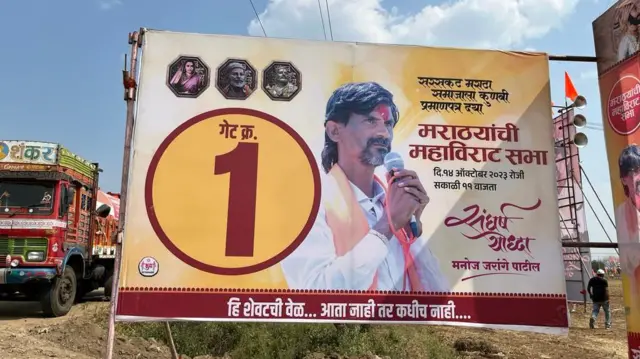 गेट क्र.
1
सरसकट मराठा
समाजाला कुणबी
प्रमाणपत्र द्या
मराठ्यांची
महाविराट सभा
दि.१४ ऑक्टोबर २०२३ रोजी
सकाळी ११ वाजता
संघर्ष
योद्धा
मनोज जरांगे पाटील
हि शेवटची वेळ... आता नाही तर कधीच नाही....
शंकर